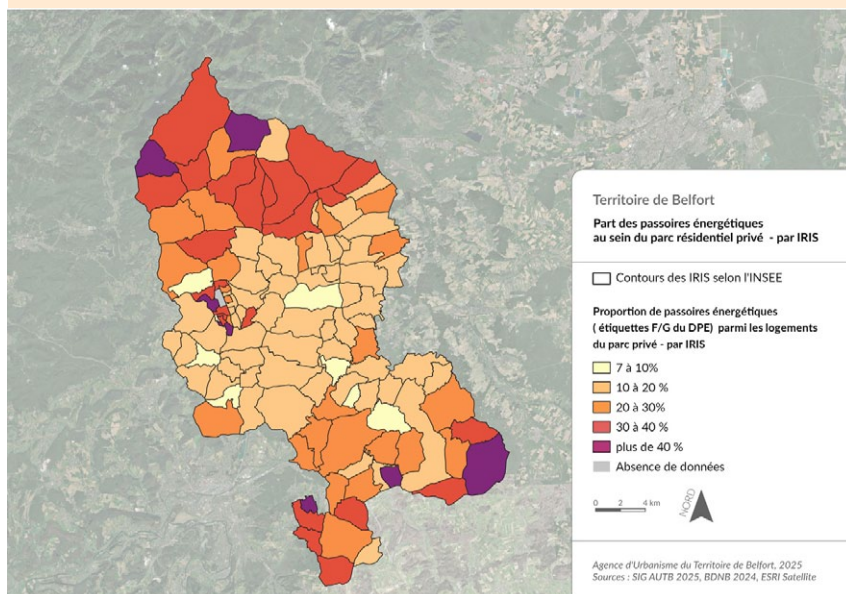 Territoire de Belfort
Part des passoires énergétiques
au sein du parc résidentiel privé - par IRIS
Contours des IRIS selon l'INSEE
Proportion de passoires énergétiques
( étiquettes F/G du DPE) parmi les logements
du parc privé - par IRIS
7 à 10%
10 à 20 %
20 à 30%
30 à 40 %
plus de 40 %
Absence de données
0 2 4 km
NORD
Agence d'Urbanisme du Territoire de Belfort, 2025
Sources : SIG AUTB 2025, BDNB 2024, ESRI Satellite